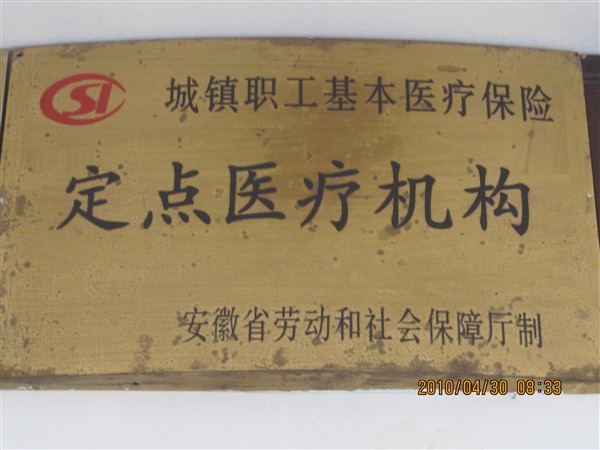 SI 城镇职工基本医疗保险
定点医疗机构
安徽省劳动和社会保障厅制
2010/04/30 08:33